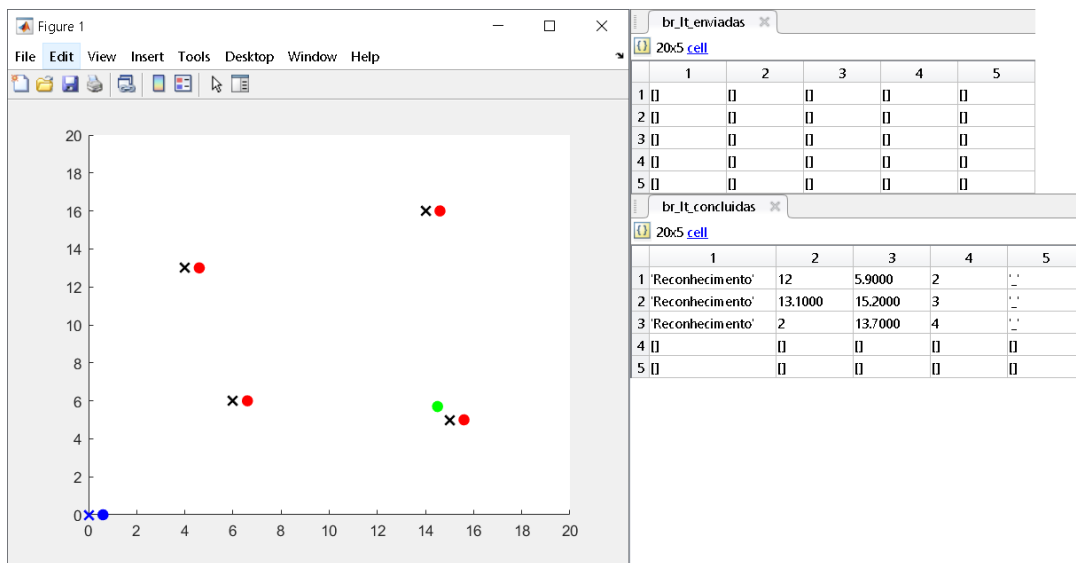 Figure 1
File Edit View Insert Tools Desktop Window Help
20
18
16
14
12
10
8
6
4
2
0
0 2 4 6 8 10 12 14 16 18 20
br_lt_enviadas
{} 20x5 cell
1 2 3 4 5
1 [] [] [] [] []
2 [] [] [] [] []
3 [] [] [] [] []
4 [] [] [] [] []
5 [] [] [] [] []
br_lt_concluidas
{} 20x5 cell
1 2 3 4 5
1 'Reconhecimento' 12 5.9000 2 '_'
2 'Reconhecimento' 13.1000 15.2000 3 '_'
3 'Reconhecimento' 2 13.7000 4 '_'
4 [] [] [] [] []
5 [] [] [] [] []